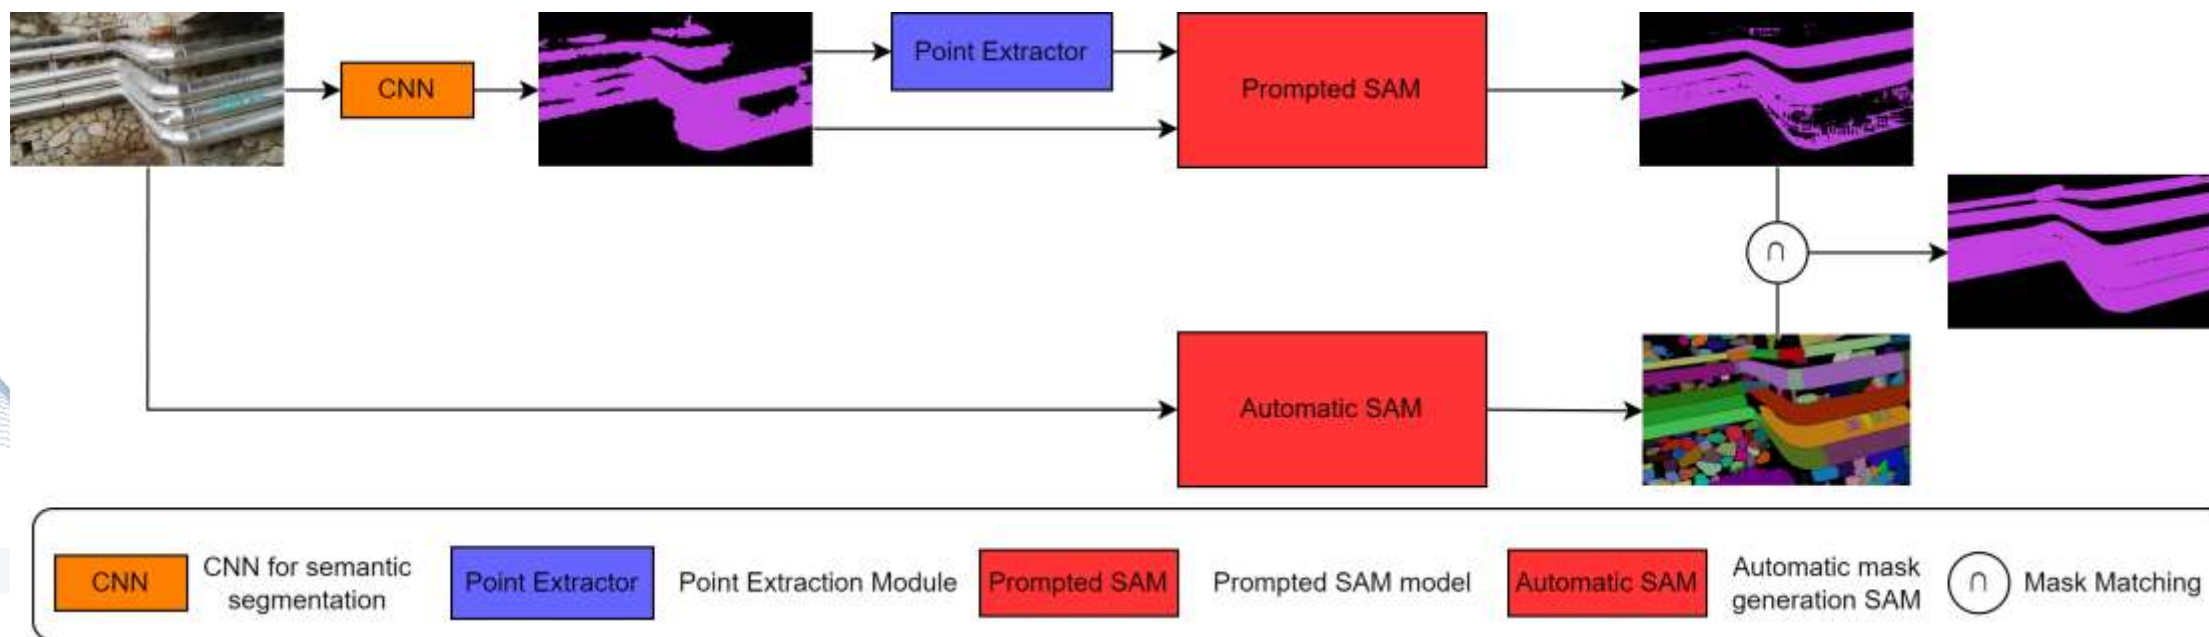 Point Extractor
CNN
Prompted SAM
∩
Automatic SAM
CNN
CNN for semantic
segmentation
Point Extractor
Point Extraction Module
Prompted SAM
Prompted SAM model
Automatic SAM
Automatic mask
generation SAM
∩
Mask Matching